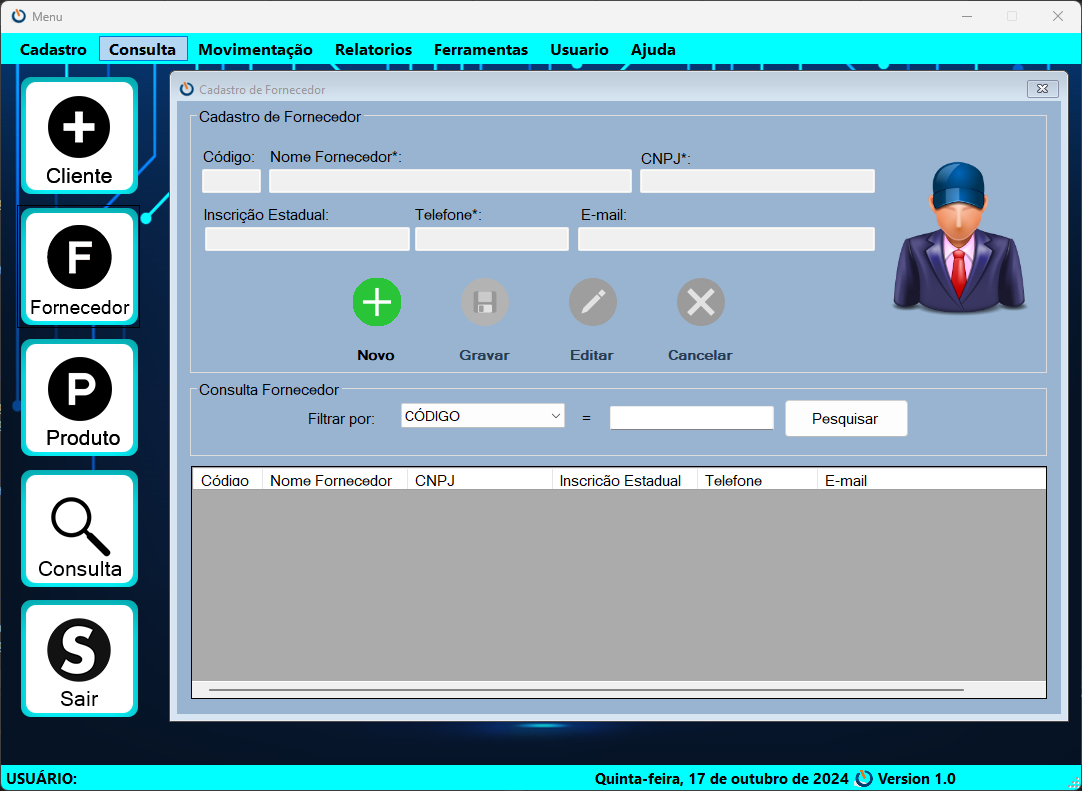 Menu
Cadastro Consulta Movimentação Relatorios Ferramentas Usuario Ajuda
Cliente
F
Fornecedor
P
Produto
Consulta
S
Sair
Cadastro de Fornecedor
Cadastro de Fornecedor
Código: Nome Fornecedor*: CNPJ*:
Inscrição Estadual: Telefone*: E-mail:
Novo Gravar Editar Cancelar
Consulta Fornecedor
Filtrar por: CÓDIGO = Pesquisar
Código Nome Fornecedor CNPJ Inscrição Estadual Telefone E-mail
USUÁRIO: Quinta-feira, 17 de outubro de 2024 Version 1.0